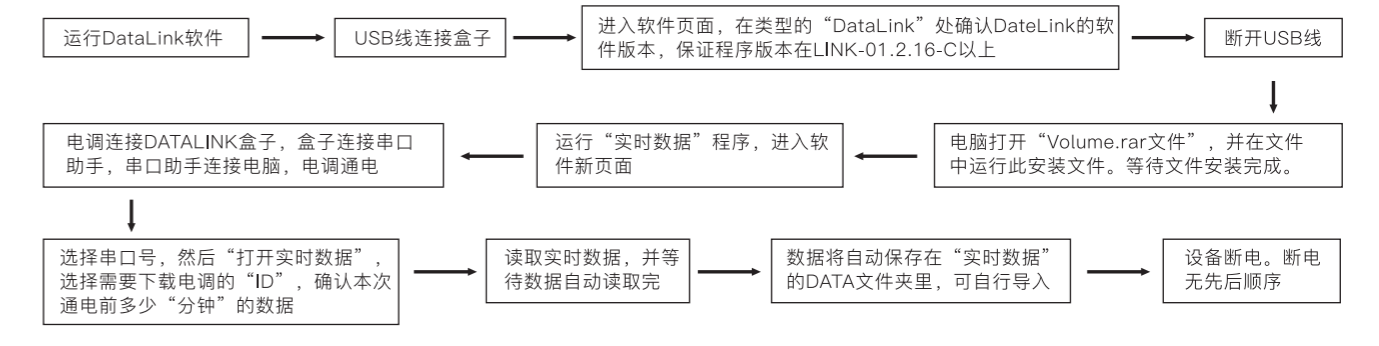 运行DataLink软件
USB线连接盒子
进入软件页面，在类型的“DataLink”处确认DateLink的软
件版本，保证程序版本在LINK-01.2.16-C以上
断开USB线
电脑打开“Volume.rar文件”，并在文件
中运行此安装文件。等待文件安装完成。
运行“实时数据”程序，进入软
件新页面
电调连接DATALINK盒子，盒子连接串口
助手，串口助手连接电脑，电调通电
选择串口号，然后“打开实时数据”，
选择需要下载电调的“ID”，确认本次
通电前多少“分钟”的数据
读取实时数据，并等
待数据自动读取完
数据将自动保存在“实时数据”
的DATA文件夹里，可自行导入
设备断电。断电
无先后顺序